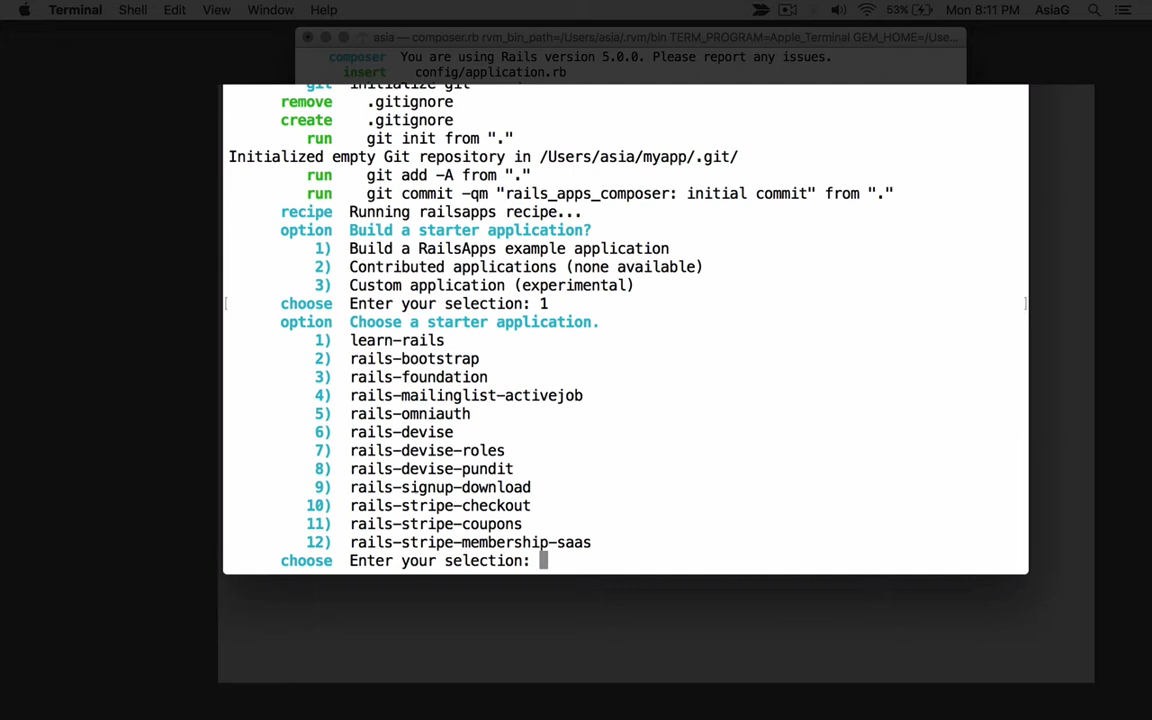 Terminal Shell Edit View Window Help 53% Mon 8:11 PM AsiaG
asia — composer.rb rvm_bin_path=/Users/asia/.rvm/bin TERM_PROGRAM=Apple_Terminal GEM_HOME=/Use...
composer You are using Rails version 5.0.0. Please report any issues.
insert config/application.rb
git initialize git
remove .gitignore
create .gitignore
run git init from "."
Initialized empty Git repository in /Users/asia/myapp/.git/
run git add -A from "."
run git commit -qm "rails_apps_composer: initial commit" from "."
recipe Running railsapps recipe...
option Build a starter application?
1) Build a RailsApps example application
2) Contributed applications (none available)
3) Custom application (experimental)
choose Enter your selection: 1
option Choose a starter application.
1) learn-rails
2) rails-bootstrap
3) rails-foundation
4) rails-mailinglist-activejob
5) rails-omniauth
6) rails-devise
7) rails-devise-roles
8) rails-devise-pundit
9) rails-signup-download
10) rails-stripe-checkout
11) rails-stripe-coupons
12) rails-stripe-membership-saas
choose Enter your selection: